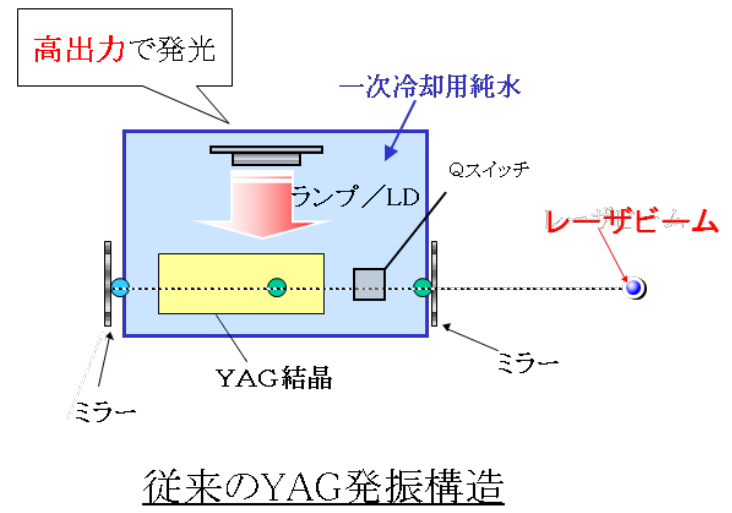 高出力で発光
一次冷却用純水
Qスイッチ
ランプ／LD
レーザビーム
YAG結晶
ミラー
ミラー
従来のYAG発振構造